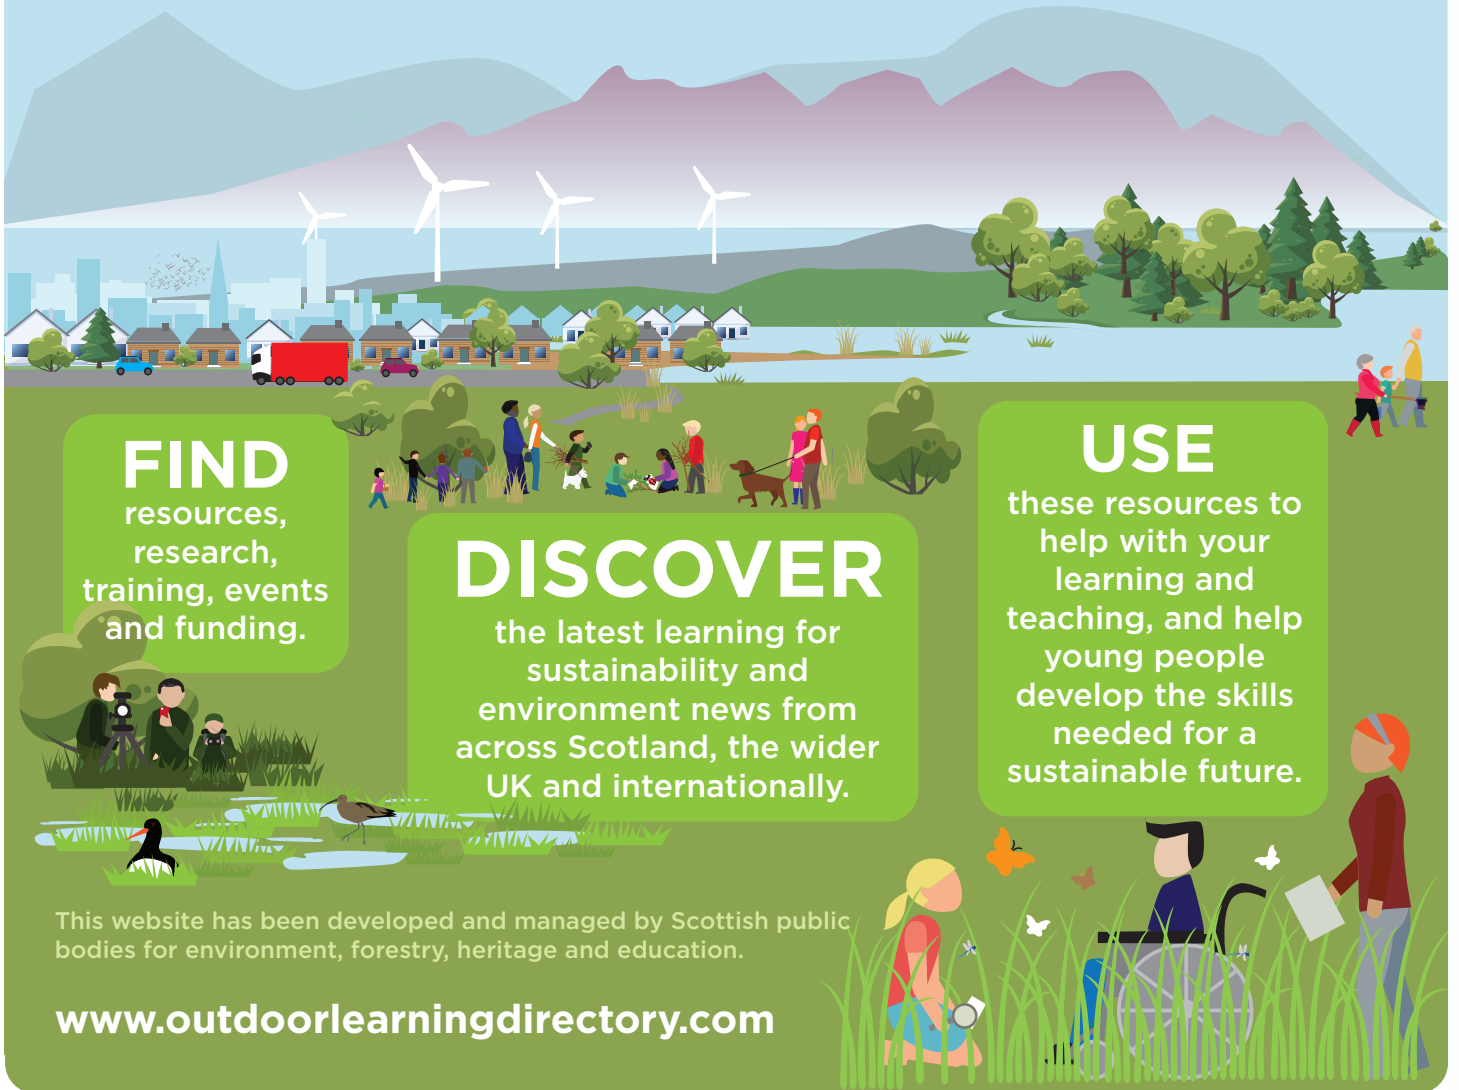 FIND
resources,
research,
training, events
and funding.
DISCOVER
the latest learning for
sustainability and
environment news from
across Scotland, the wider
UK and internationally.
USE
these resources to
help with your
learning and
teaching, and help
young people
develop the skills
needed for a
sustainable future.
This website has been developed and managed by Scottish public
bodies for environment, forestry, heritage and education.
www.outdoorlearningdirectory.com